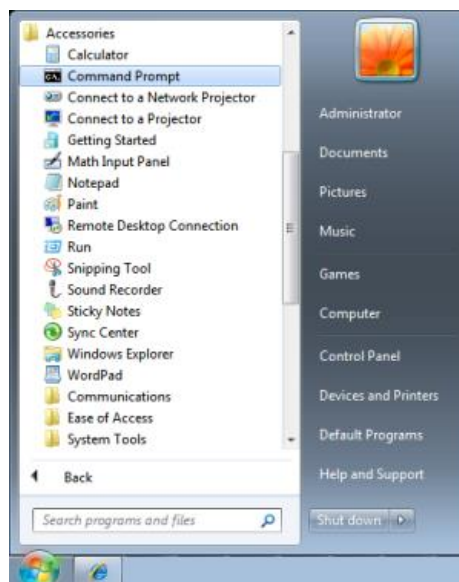 Accessories
Calculator
Command Prompt
Connect to a Network Projector
Connect to a Projector
Getting Started
Math Input Panel
Notepad
Paint
Remote Desktop Connection
Run
Snipping Tool
Sound Recorder
Sticky Notes
Sync Center
Windows Explorer
WordPad
Communications
Ease of Access
System Tools
Back
Search programs and files
Administrator
Documents
Pictures
Music
Games
Computer
Control Panel
Devices and Printers
Default Programs
Help and Support
Shut down